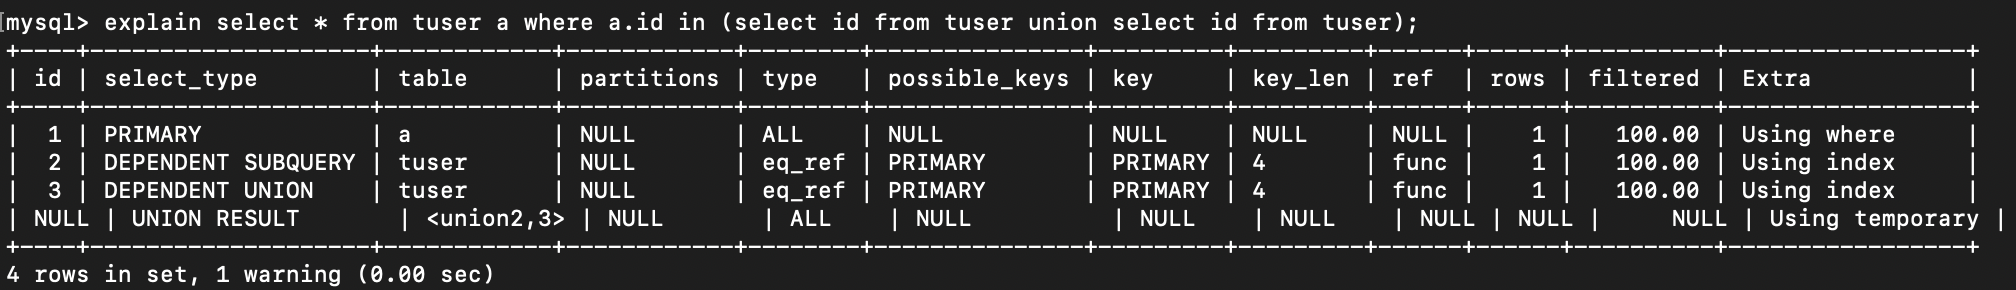 [mysql> explain select * from tuser a where a.id in (select id from tuser union select id from tuser);
+----+--------------------+------------+------------+--------+---------------+---------+---------+------+------+----------+-----------------+
| id | select_type        | table      | partitions | type   | possible_keys | key     | key_len | ref  | rows | filtered | Extra           |
+----+--------------------+------------+------------+--------+---------------+---------+---------+------+------+----------+-----------------+
|  1 | PRIMARY            | a          | NULL       | ALL    | NULL          | NULL    | NULL    | NULL |    1 |   100.00 | Using where     |
|  2 | DEPENDENT SUBQUERY | tuser      | NULL       | eq_ref | PRIMARY       | PRIMARY | 4       | func |    1 |   100.00 | Using index     |
|  3 | DEPENDENT UNION    | tuser      | NULL       | eq_ref | PRIMARY       | PRIMARY | 4       | func |    1 |   100.00 | Using index     |
| NULL | UNION RESULT       | <union2,3> | NULL       | ALL    | NULL          | NULL    | NULL    | NULL | NULL |     NULL | Using temporary |
+----+--------------------+------------+------------+--------+---------------+---------+---------+------+------+----------+-----------------+
4 rows in set, 1 warning (0.00 sec)